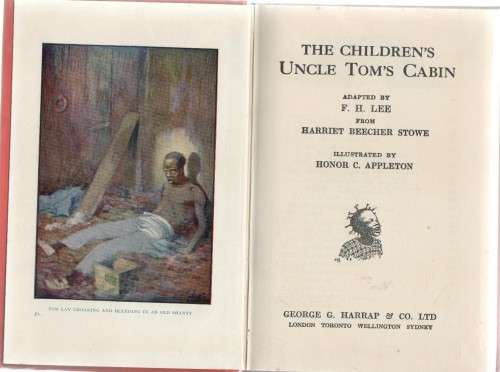 TOM LAY GROANING AND BLEEDING IN AN OLD SHANTY
THE CHILDREN'S
UNCLE TOM'S CABIN
ADAPTED BY
F. H. LEE
FROM
HARRIET BEECHER STOWE
ILLUSTRATED BY
HONOR C. APPLETON
GEORGE G. HARRAP & CO. LTD
LONDON TORONTO WELLINGTON SYDNEY